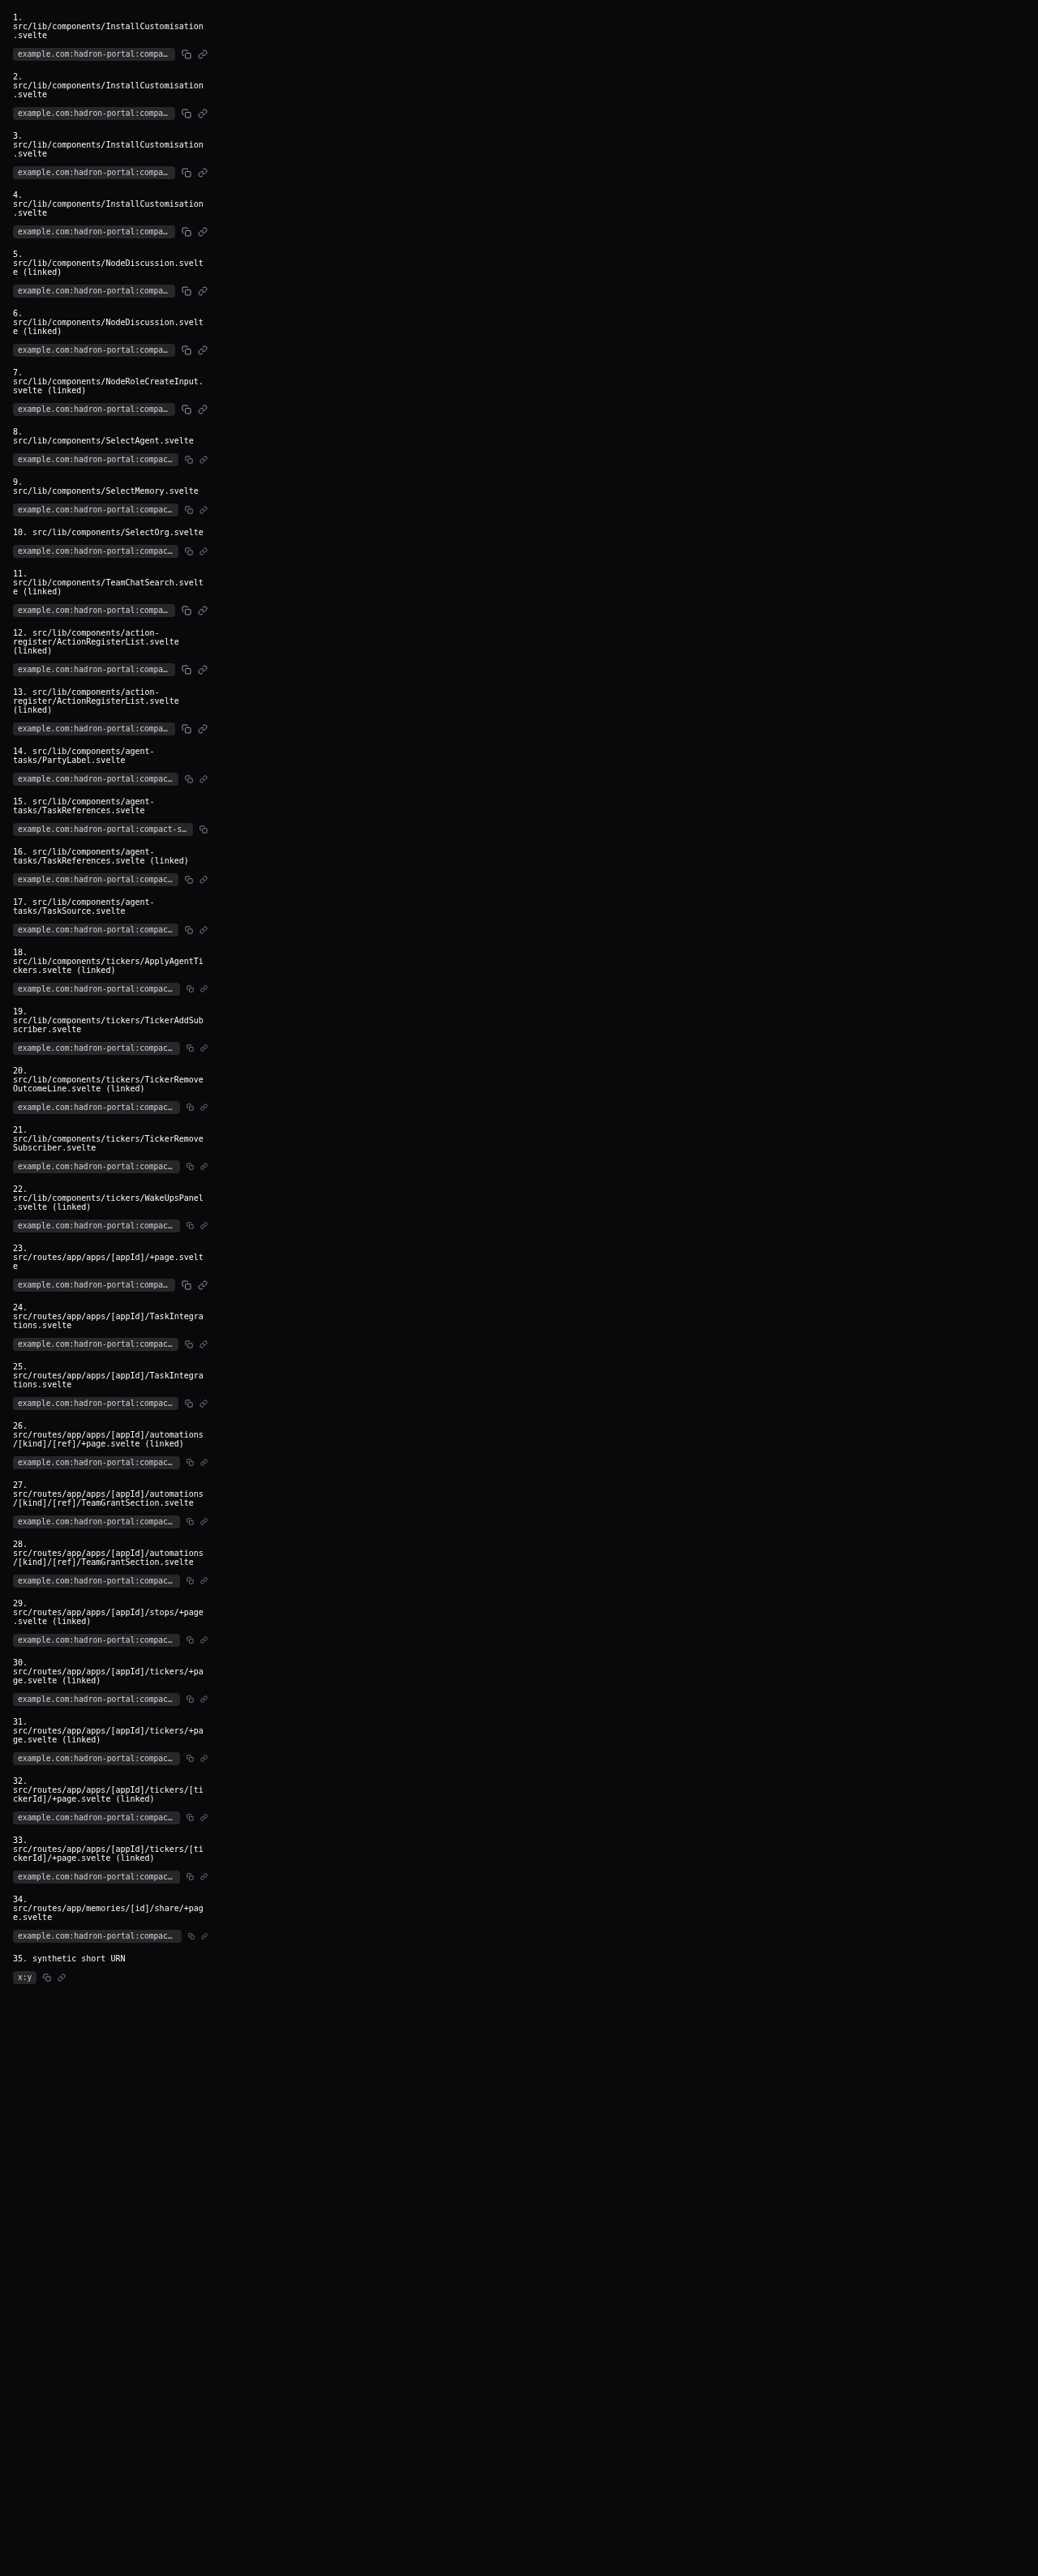 1.
src/lib/components/InstallCustomisation
.svelte
example.com:hadron-portal:compa…
2.
src/lib/components/InstallCustomisation
.svelte
example.com:hadron-portal:compa…
3.
src/lib/components/InstallCustomisation
.svelte
example.com:hadron-portal:compa…
4.
src/lib/components/InstallCustomisation
.svelte
example.com:hadron-portal:compa…
5.
src/lib/components/NodeDiscussion.svelt
e (linked)
example.com:hadron-portal:compa…
6.
src/lib/components/NodeDiscussion.svelt
e (linked)
example.com:hadron-portal:compa…
7.
src/lib/components/NodeRoleCreateInput.
svelte (linked)
example.com:hadron-portal:compa…
8.
src/lib/components/SelectAgent.svelte
example.com:hadron-portal:compac…
9.
src/lib/components/SelectMemory.svelte
example.com:hadron-portal:compac…
10. src/lib/components/SelectOrg.svelte
example.com:hadron-portal:compac…
11.
src/lib/components/TeamChatSearch.svelt
e (linked)
example.com:hadron-portal:compa…
12. src/lib/components/action-
register/ActionRegisterList.svelte
(linked)
example.com:hadron-portal:compa…
13. src/lib/components/action-
register/ActionRegisterList.svelte
(linked)
example.com:hadron-portal:compa…
14. src/lib/components/agent-
tasks/PartyLabel.svelte
example.com:hadron-portal:compac…
15. src/lib/components/agent-
tasks/TaskReferences.svelte
example.com:hadron-portal:compact-s…
16. src/lib/components/agent-
tasks/TaskReferences.svelte (linked)
example.com:hadron-portal:compac…
17. src/lib/components/agent-
tasks/TaskSource.svelte
example.com:hadron-portal:compac…
18.
src/lib/components/tickers/ApplyAgentTi
ckers.svelte (linked)
example.com:hadron-portal:compac…
19.
src/lib/components/tickers/TickerAddSub
scriber.svelte
example.com:hadron-portal:compac…
20.
src/lib/components/tickers/TickerRemove
OutcomeLine.svelte (linked)
example.com:hadron-portal:compac…
21.
src/lib/components/tickers/TickerRemove
Subscriber.svelte
example.com:hadron-portal:compac…
22.
src/lib/components/tickers/WakeUpsPanel
.svelte (linked)
example.com:hadron-portal:compac…
23.
src/routes/app/apps/[appId]/+page.svelt
e
example.com:hadron-portal:compa…
24.
src/routes/app/apps/[appId]/TaskIntegra
tions.svelte
example.com:hadron-portal:compac…
25.
src/routes/app/apps/[appId]/TaskIntegra
tions.svelte
example.com:hadron-portal:compac…
26.
src/routes/app/apps/[appId]/automations
/[kind]/[ref]/+page.svelte (linked)
example.com:hadron-portal:compac…
27.
src/routes/app/apps/[appId]/automations
/[kind]/[ref]/TeamGrantSection.svelte
example.com:hadron-portal:compac…
28.
src/routes/app/apps/[appId]/automations
/[kind]/[ref]/TeamGrantSection.svelte
example.com:hadron-portal:compac…
29.
src/routes/app/apps/[appId]/stops/+page
.svelte (linked)
example.com:hadron-portal:compac…
30.
src/routes/app/apps/[appId]/tickers/+pa
ge.svelte (linked)
example.com:hadron-portal:compac…
31.
src/routes/app/apps/[appId]/tickers/+pa
ge.svelte (linked)
example.com:hadron-portal:compac…
32.
src/routes/app/apps/[appId]/tickers/[ti
ckerId]/+page.svelte (linked)
example.com:hadron-portal:compac…
33.
src/routes/app/apps/[appId]/tickers/[ti
ckerId]/+page.svelte (linked)
example.com:hadron-portal:compac…
34.
src/routes/app/memories/[id]/share/+pag
e.svelte
example.com:hadron-portal:compac…
35. synthetic short URN
x:y